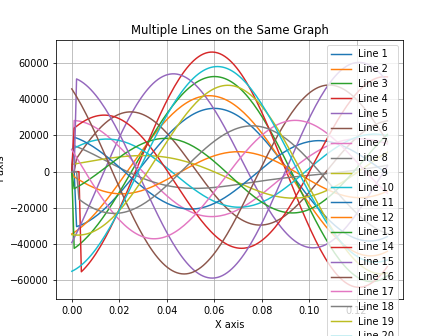 Multiple Lines on the Same Graph
60000
40000
20000
0
−20000
−40000
−60000
0.00
0.02
0.04
0.06
0.08
0.10
X axis
Line 1
Line 2
Line 3
Line 4
Line 5
Line 6
Line 7
Line 8
Line 9
Line 10
Line 11
Line 12
Line 13
Line 14
Line 15
Line 16
Line 17
Line 18
Line 19
Line 20